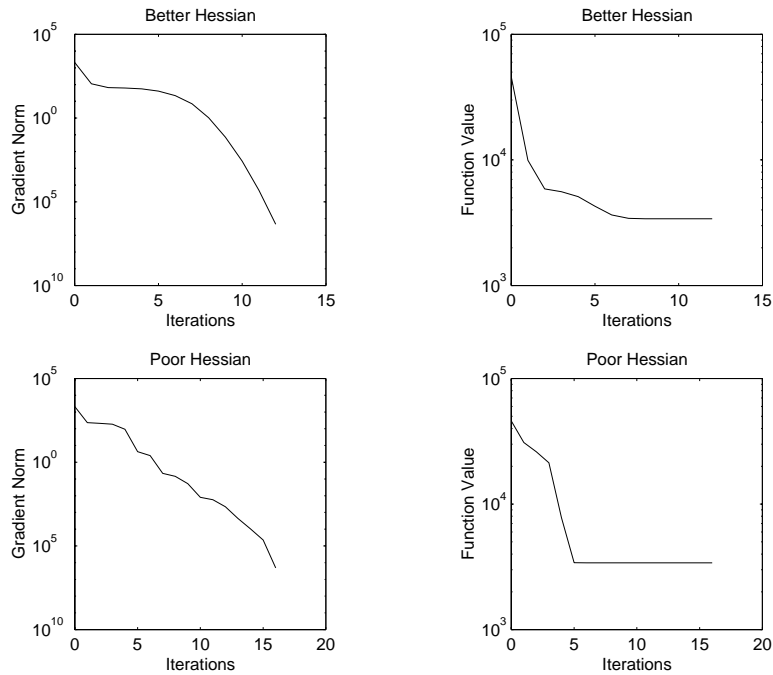 Better Hessian
Gradient Norm
10^5
10^0
10^5
10^10
0 5 10 15
Iterations
Better Hessian
Function Value
10^5
10^4
10^3
0 5 10 15
Iterations
Poor Hessian
Gradient Norm
10^5
10^0
10^5
10^10
0 5 10 15 20
Iterations
Poor Hessian
Function Value
10^5
10^4
10^3
0 5 10 15 20
Iterations